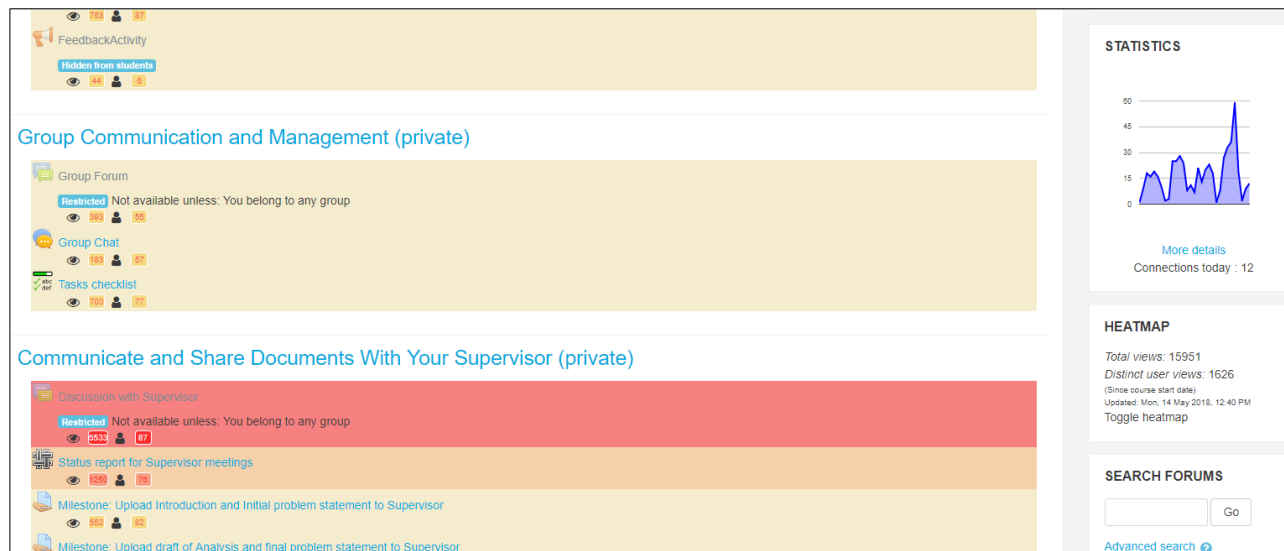 753 87
FeedbackActivity
Hidden from students
44 6
Group Communication and Management (private)
Group Forum
Restricted Not available unless: You belong to any group
393 55
Group Chat
183 57
abc
def
Tasks checklist
700 77
Communicate and Share Documents With Your Supervisor (private)
Discussion with Supervisor
Restricted Not available unless: You belong to any group
5533 87
Status report for Supervisor meetings
1250 76
Milestone: Upload Introduction and Initial problem statement to Supervisor
552 82
Milestone: Upload draft of Analysis and final problem statement to Supervisor
STATISTICS
60
45
30
15
0
More details
Connections today : 12
HEATMAP
Total views: 15951
Distinct user views: 1626
(Since course start date)
Updated: Mon, 14 May 2018, 12:40 PM
Toggle heatmap
SEARCH FORUMS
Go
Advanced search ?